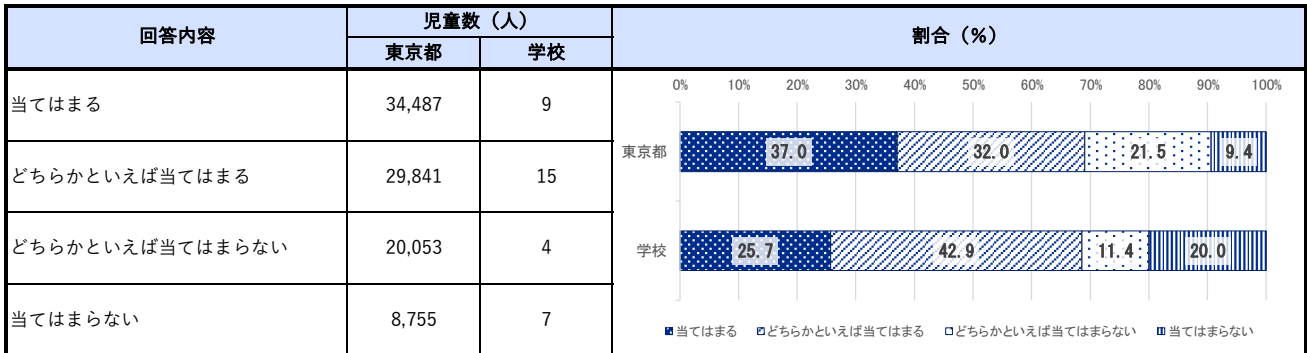 回答内容
児童数（人）
割合（%）
東京都 学校
当てはまる 34,487 9
どちらかといえば当てはまる 29,841 15
どちらかといえば当てはまらない 20,053 4
当てはまらない 8,755 7
0% 10% 20% 30% 40% 50% 60% 70% 80% 90% 100%
東京都 37.0 32.0 21.5 9.4
学校 25.7 42.9 11.4 20.0
当てはまる どちらかといえば当てはまる どちらかといえば当てはまらない 当てはまらない